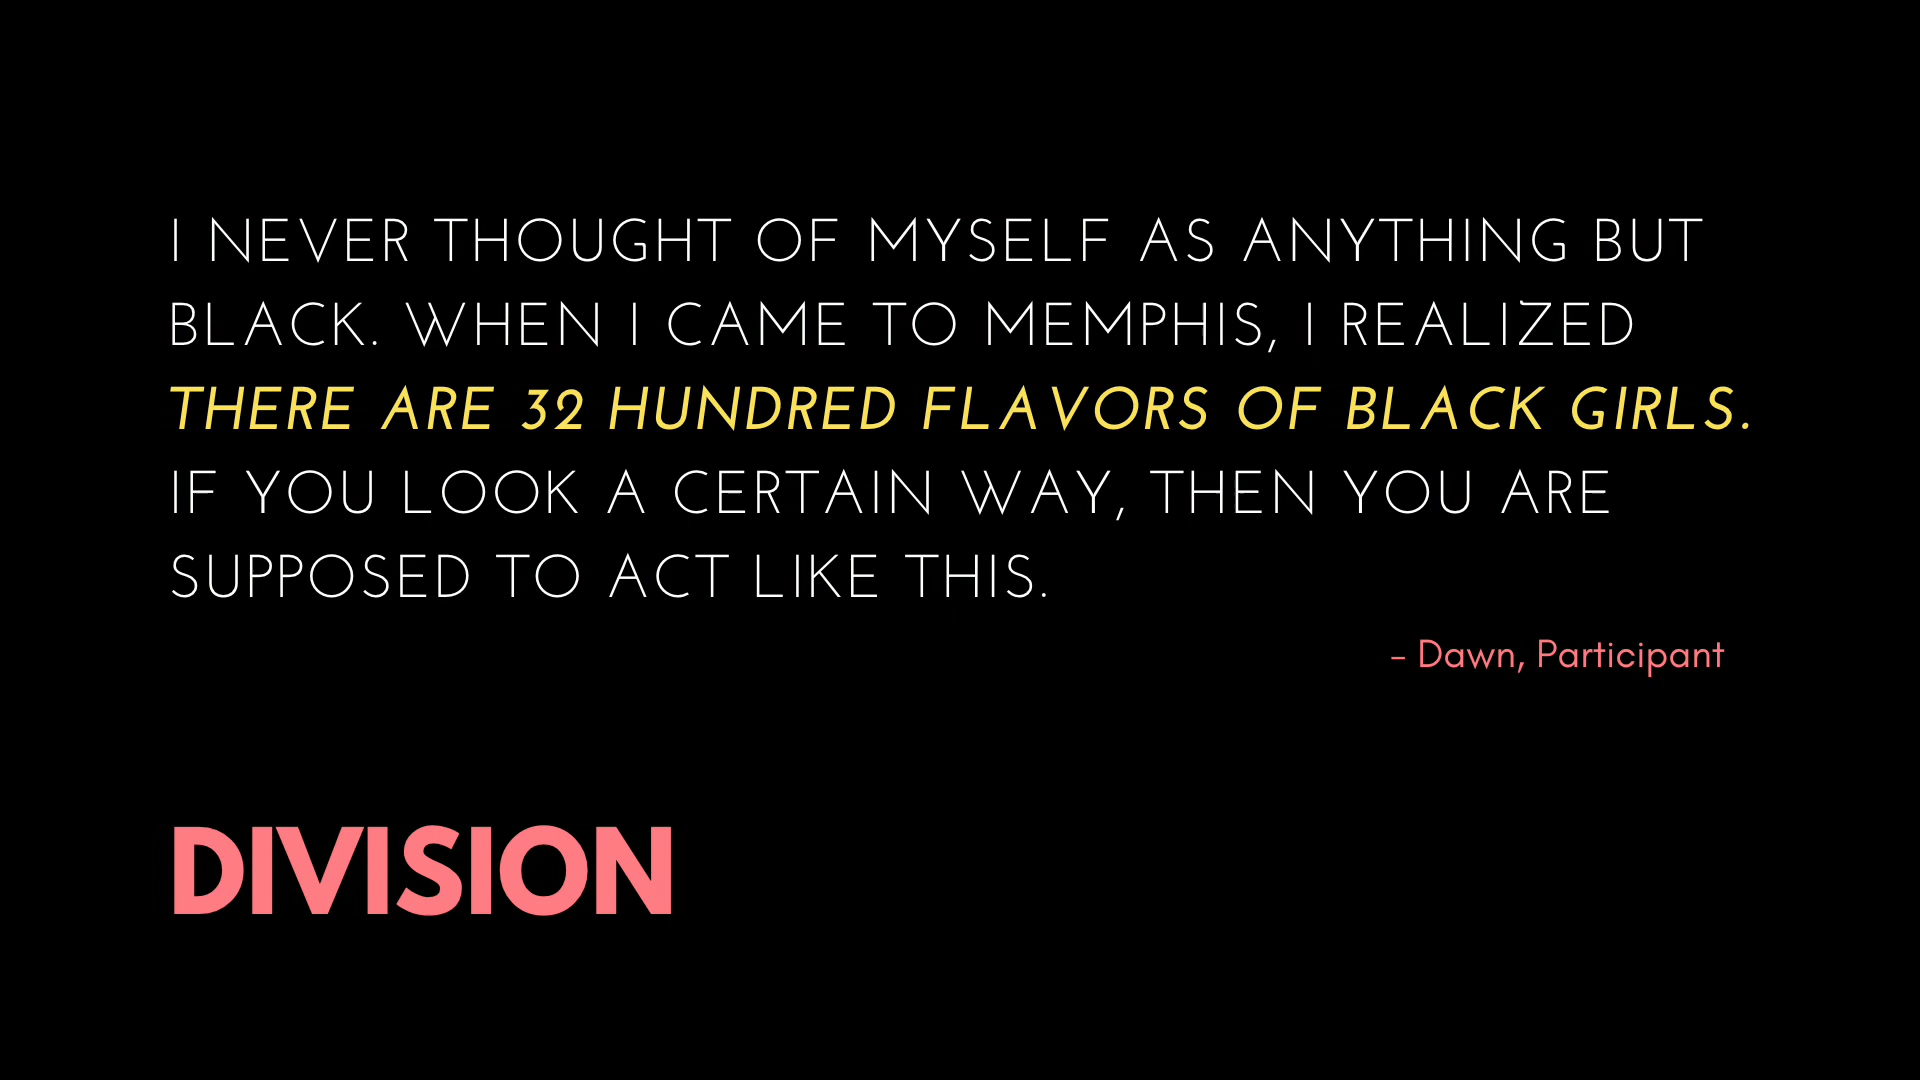 I NEVER THOUGHT OF MYSELF AS ANYTHING BUT
BLACK. WHEN I CAME TO MEMPHIS, I REALIZED
THERE ARE 32 HUNDRED FLAVORS OF BLACK GIRLS.
IF YOU LOOK A CERTAIN WAY, THEN YOU ARE
SUPPOSED TO ACT LIKE THIS.
– Dawn, Participant
DIVISION